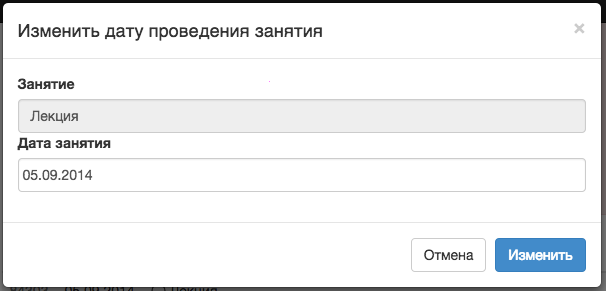 Изменить дату проведения занятия ×
Занятие
Лекция
Дата занятия
05.09.2014
Отмена Изменить